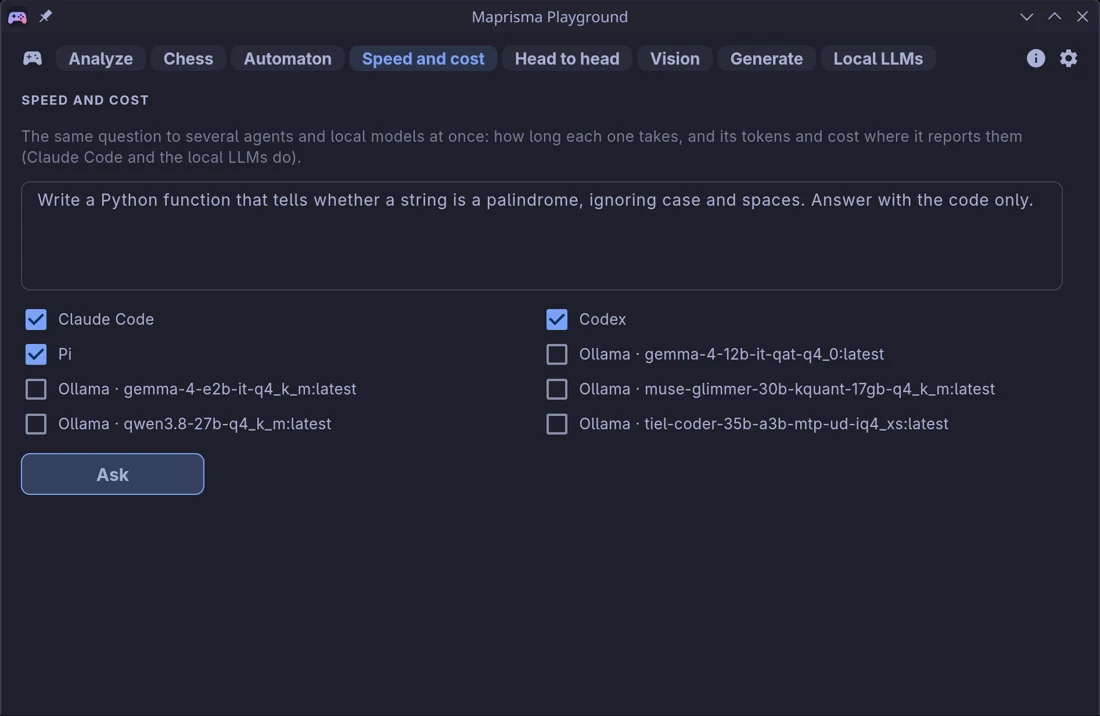 Maprisma Playground
Analyze Chess Automaton Speed and cost Head to head Vision Generate Local LLMs
SPEED AND COST
The same question to several agents and local models at once: how long each one takes, and its tokens and cost where it reports them
(Claude Code and the local LLMs do).
Write a Python function that tells whether a string is a palindrome, ignoring case and spaces. Answer with the code only.
Claude Code
Codex
Pi
Ollama · gemma-4-12b-it-qat-q4_0:latest
Ollama · gemma-4-e2b-it-q4_k_m:latest
Ollama · muse-glimmer-30b-kquant-17gb-q4_k_m:latest
Ollama · qwen3.8-27b-q4_k_m:latest
Ollama · tiel-coder-35b-a3b-mtp-ud-iq4_xs:latest
Ask